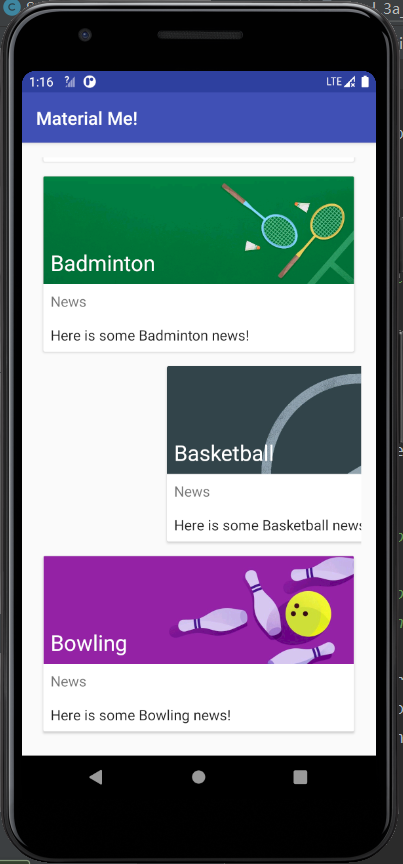 1:16
LTE
Material Me!
Badminton
News
Here is some Badminton news!
Basketball
News
Here is some Basketball news
Bowling
News
Here is some Bowling news!